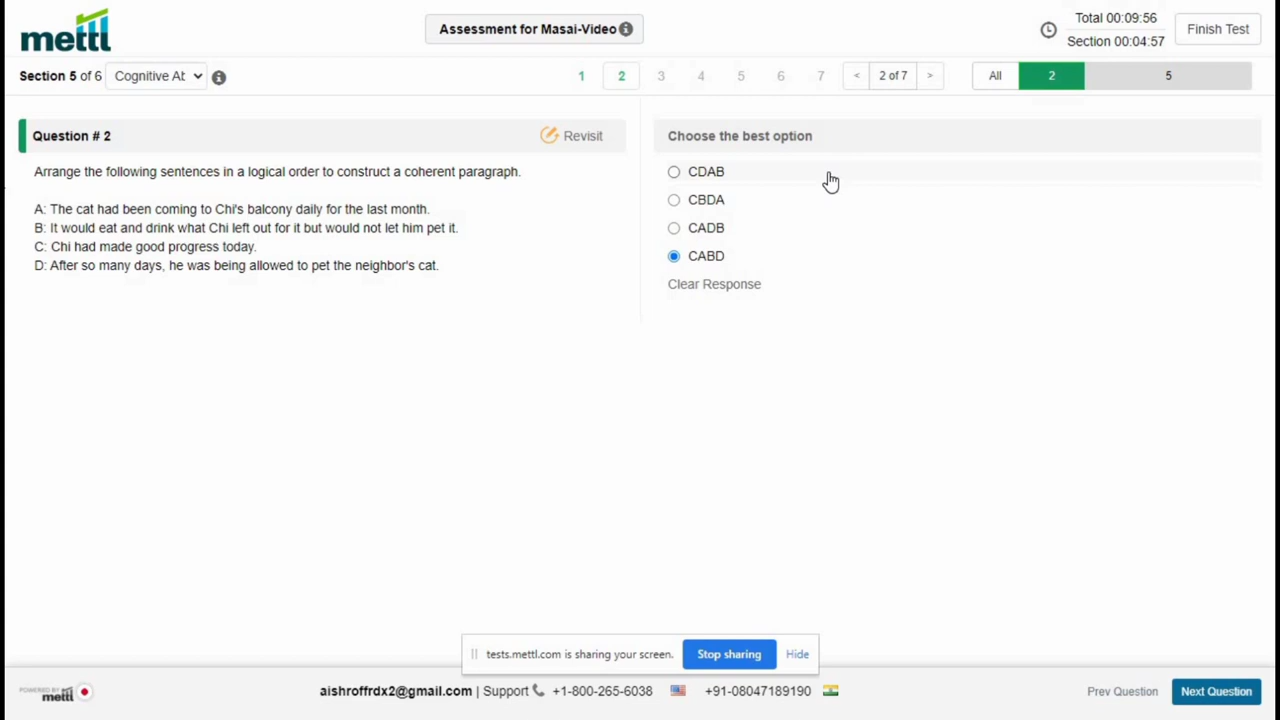 mettl
Assessment for Masai-Video
Total 00:09:56
Section 00:04:57
Finish Test
Section 5 of 6 Cognitive At
1 2 3 4 5 6 7 < 2 of 7 > All 2 5
Question # 2
Revisit
Arrange the following sentences in a logical order to construct a coherent paragraph.
A: The cat had been coming to Chi's balcony daily for the last month.
B: It would eat and drink what Chi left out for it but would not let him pet it.
C: Chi had made good progress today.
D: After so many days, he was being allowed to pet the neighbor's cat.
Choose the best option
CDAB
CBDA
CADB
CABD
Clear Response
tests.mettl.com is sharing your screen. Stop sharing Hide
POWERED BY mettl
aishroffrdx2@gmail.com | Support +1-800-265-6038 +91-08047189190
Prev Question Next Question